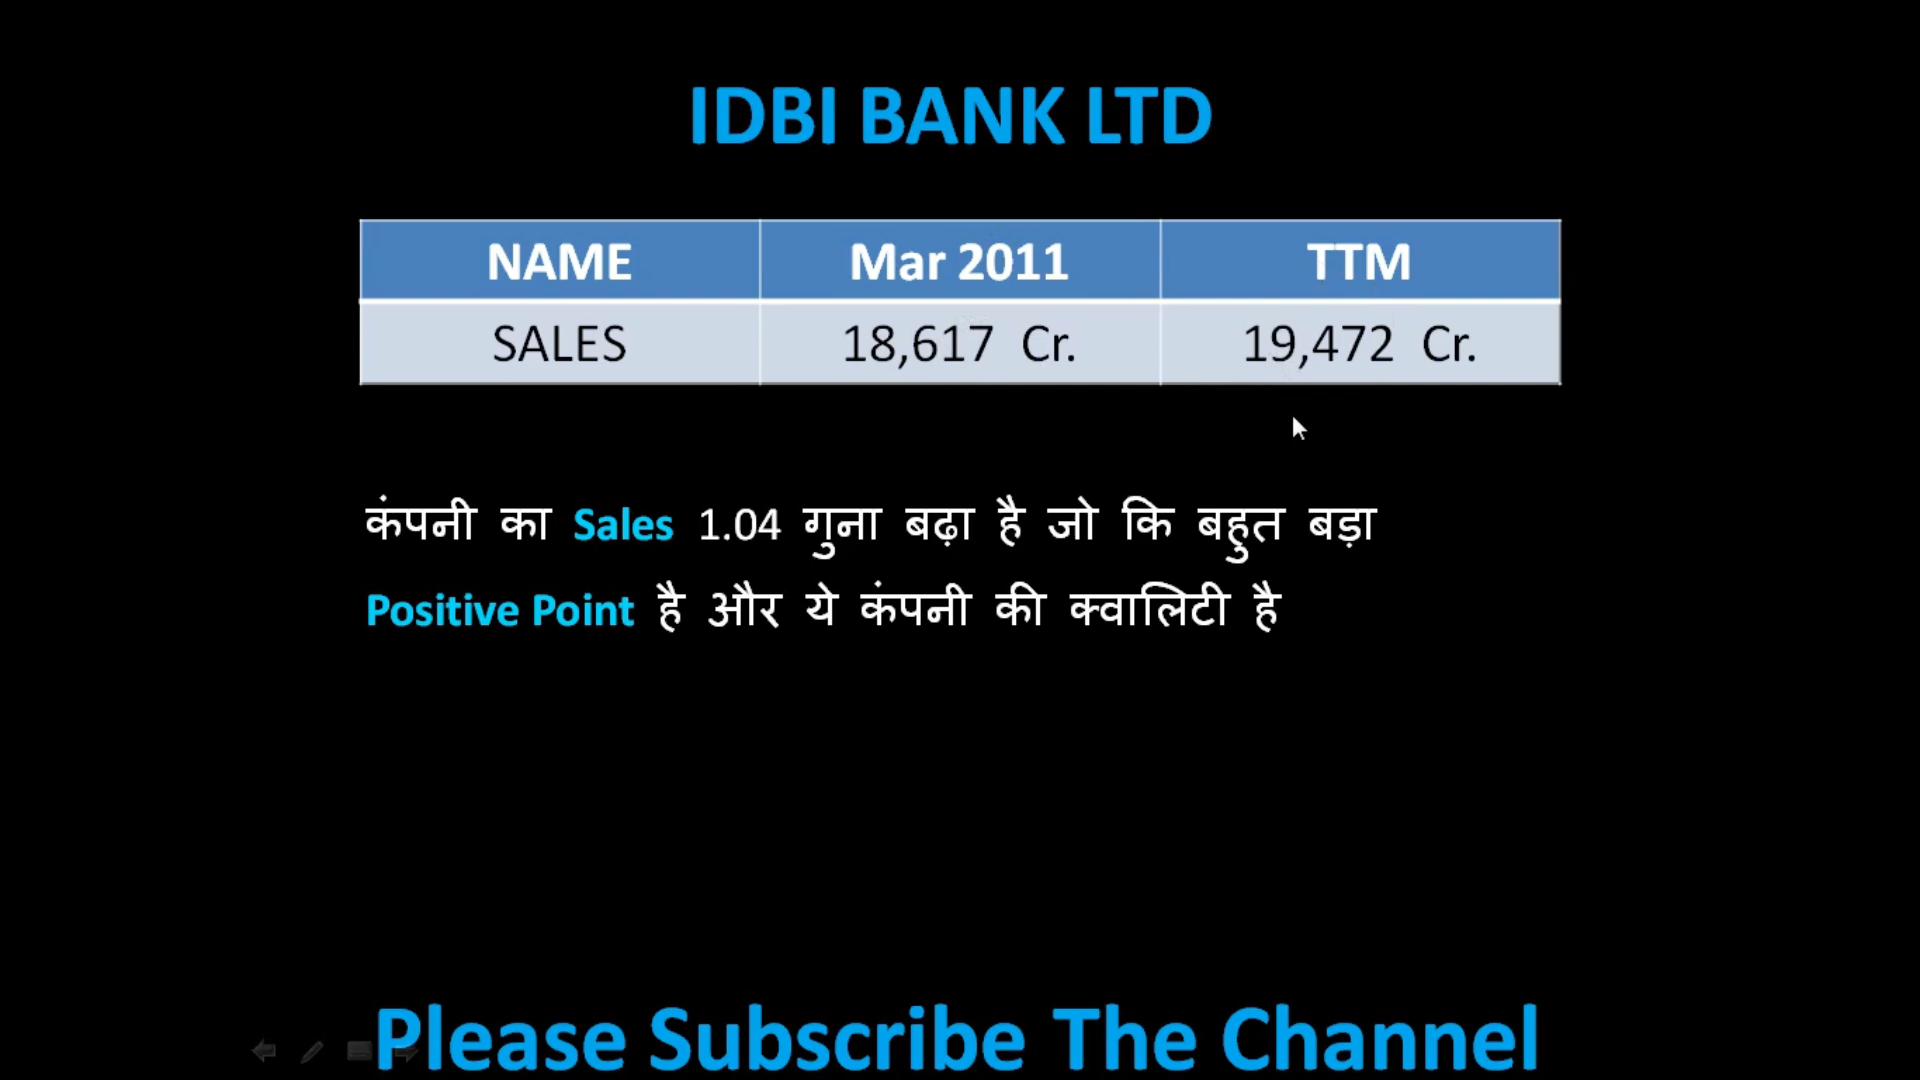 IDBI BANK LTD
NAME Mar 2011 TTM
SALES 18,617 Cr. 19,472 Cr.
कंपनी का Sales 1.04 गुना बढ़ा है जो कि बहुत बड़ा
Positive Point है और ये कंपनी की क्वालिटी है
Please Subscribe The Channel